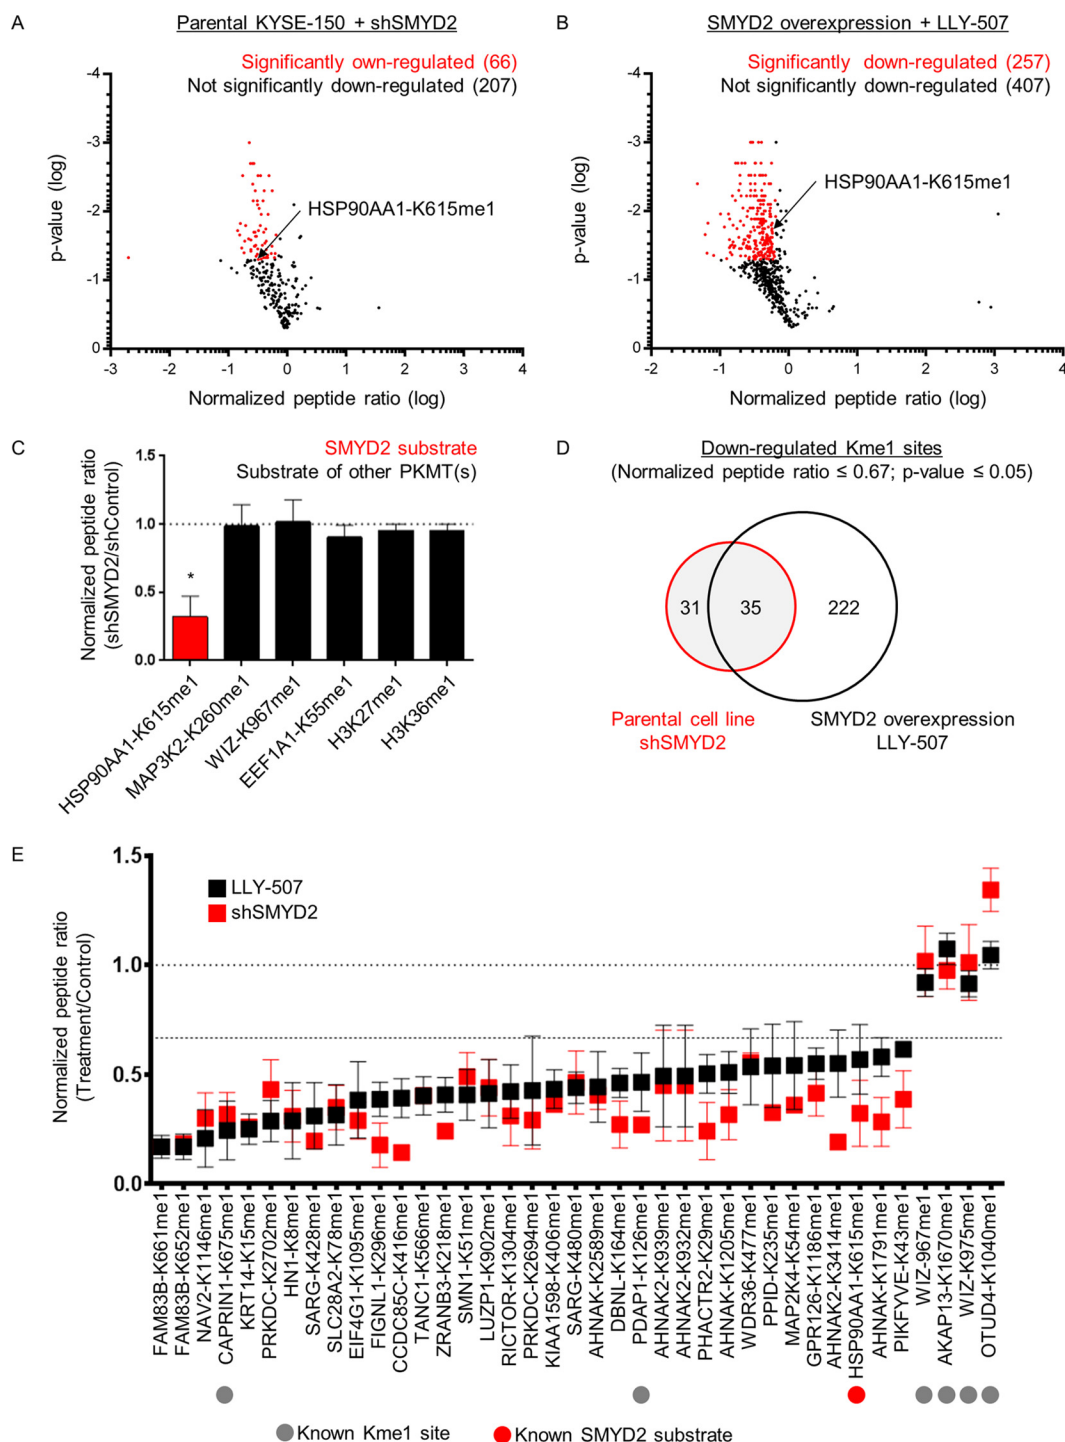 A
Parental KYSE-150 + shSMYD2
Significantly own-regulated (66)
Not significantly down-regulated (207)
-4
-3
-2
-1
0
p-value (log)
HSP90AA1-K615me1
-3
-2
-1
0
1
2
3
4
Normalized peptide ratio (log)
B
SMYD2 overexpression + LLY-507
Significantly down-regulated (257)
Not significantly down-regulated (407)
-4
-3
-2
-1
0
p-value (log)
HSP90AA1-K615me1
-2
-1
0
1
2
3
4
Normalized peptide ratio (log)
C
SMYD2 substrate
Substrate of other PKMT(s)
Normalized peptide ratio
(shSMYD2/shControl)
1.5
1.0
0.5
0.0
*
HSP90AA1-K615me1
MAP3K2-K260me1
WIZ-K967me1
EEF1A1-K55me1
H3K27me1
H3K36me1
D
Down-regulated Kme1 sites
(Normalized peptide ratio ≤ 0.67; p-value ≤ 0.05)
31
35
222
Parental cell line
shSMYD2
SMYD2 overexpression
LLY-507
E
Normalized peptide ratio
(Treatment/Control)
1.5
1.0
0.5
0.0
LLY-507
shSMYD2
FAM83B-K661me1
FAM83B-K652me1
NAV2-K1146me1
CAPRIN1-K675me1
KRT14-K15me1
PRKDC-K2702me1
HN1-K8me1
SARG-K428me1
SLC28A2-K78me1
EIF4G1-K1095me1
FIGNL1-K296me1
CCDC85C-K416me1
TANC1-K566me1
ZRANB3-K218me1
SMN1-K51me1
LUZP1-K902me1
RICTOR-K1304me1
PRKDC-K2694me1
KIAA1598-K406me1
SARG-K480me1
AHNAK-K2589me1
DBNL-K164me1
PDAP1-K126me1
AHNAK2-K939me1
AHNAK2-K932me1
PHACTR2-K29me1
AHNAK-K1205me1
WDR36-K477me1
PPID-K235me1
MAP2K4-K54me1
GPR126-K1186me1
AHNAK2-K3414me1
HSP90AA1-K615me1
AHNAK-K1791me1
PIKFYVE-K43me1
WIZ-K967me1
AKAP13-K1670me1
WIZ-K975me1
OTUD4-K1040me1
Known Kme1 site
Known SMYD2 substrate